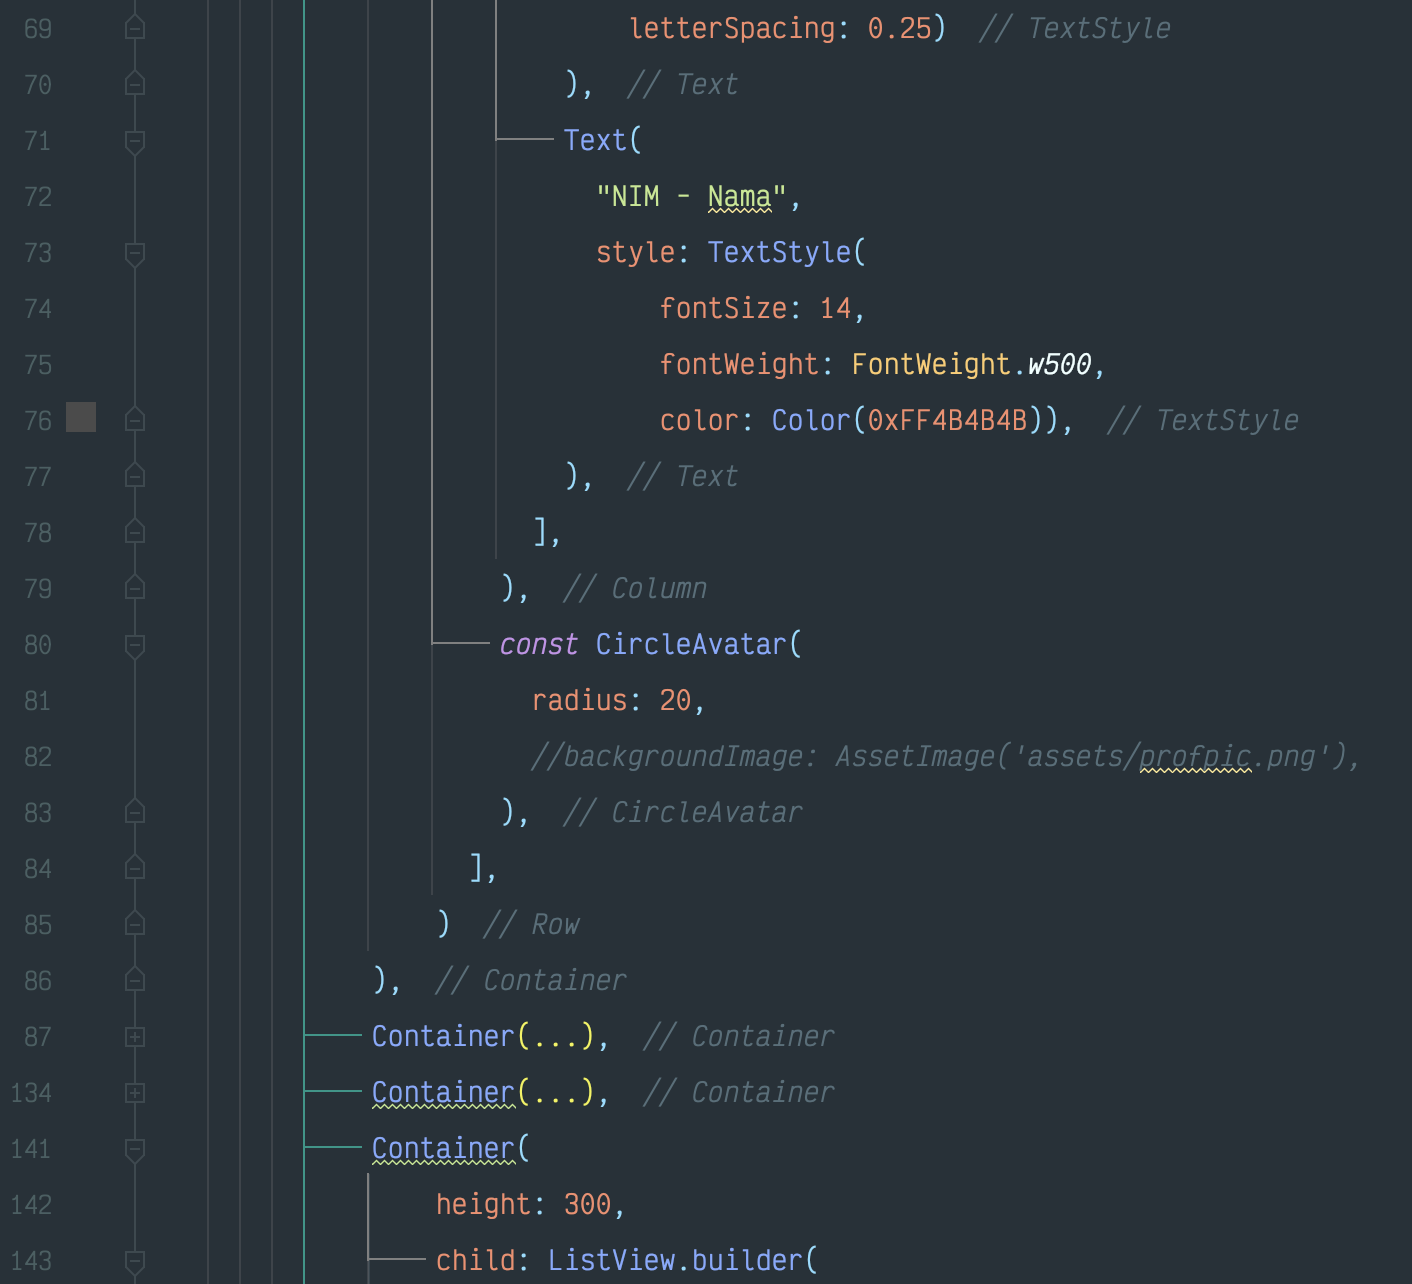 69 letterSpacing: 0.25) // TextStyle
70 ), // Text
71 Text(
72 "NIM - Nama",
73 style: TextStyle(
74 fontSize: 14,
75 fontWeight: FontWeight.w500,
76 color: Color(0xFF4B4B4B)), // TextStyle
77 ), // Text
78 ],
79 ), // Column
80 const CircleAvatar(
81 radius: 20,
82 //backgroundImage: AssetImage('assets/profpic.png'),
83 ), // CircleAvatar
84 ],
85 ) // Row
86 ), // Container
87 Container(...), // Container
134 Container(...), // Container
141 Container(
142 height: 300,
143 child: ListView.builder(